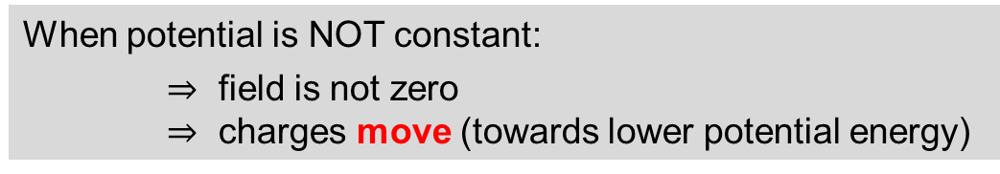 When potential is NOT constant:
⇒ field is not zero
⇒ charges move (towards lower potential energy)